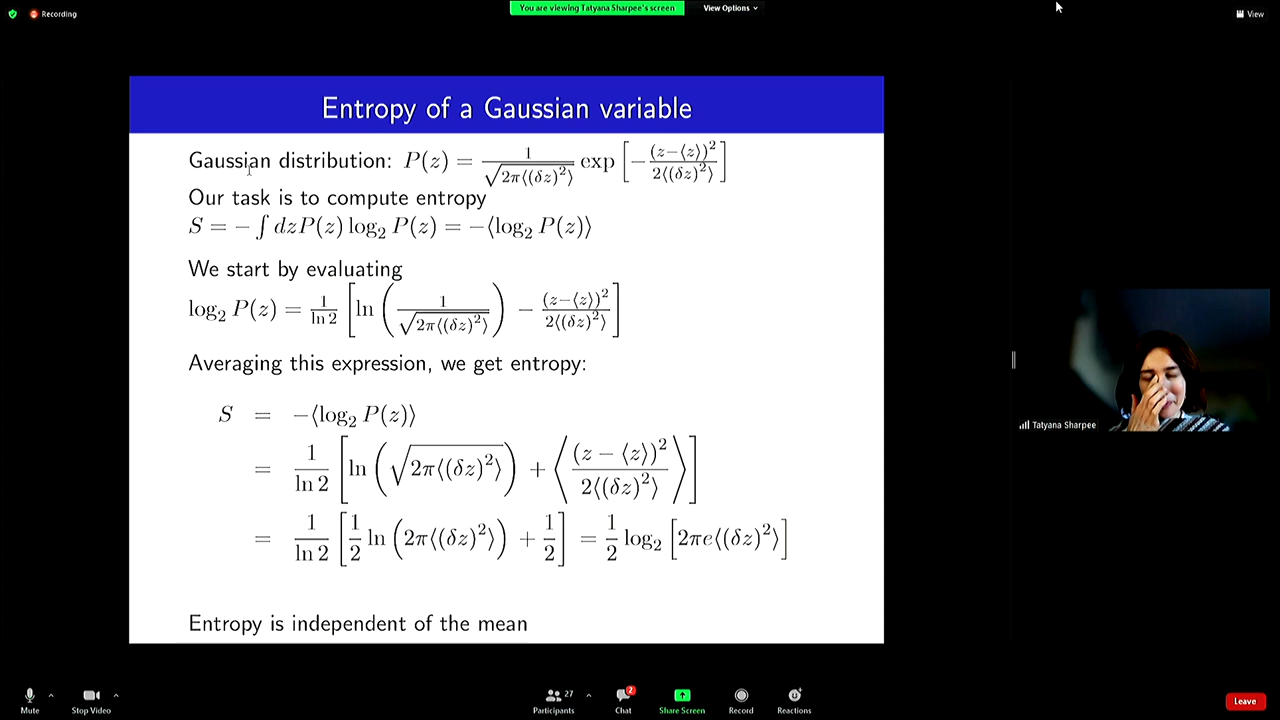 Recording
You are viewing Tatyana Sharpee's screen
View Options
View
Entropy of a Gaussian variable
Gaussian distribution: P(z) = 1/√(2π⟨(δz)²⟩) exp[−(z−⟨z⟩)²/2⟨(δz)²⟩]
Our task is to compute entropy
S = −∫ dzP(z) log₂ P(z) = −⟨log₂ P(z)⟩
We start by evaluating
log₂ P(z) = 1/ln 2 [ln (1/√(2π⟨(δz)²⟩)) − (z−⟨z⟩)²/2⟨(δz)²⟩]
Averaging this expression, we get entropy:
S = −⟨log₂ P(z)⟩
= 1/ln 2 [ln (√(2π⟨(δz)²⟩)) + ⟨(z − ⟨z⟩)²/2⟨(δz)²⟩⟩]
= 1/ln 2 [1/2 ln (2π⟨(δz)²⟩) + 1/2] = 1/2 log₂ [2πe⟨(δz)²⟩]
Entropy is independent of the mean
Tatyana Sharpee
Mute
Stop Video
27
Participants
2
Chat
Share Screen
Record
Reactions
Leave